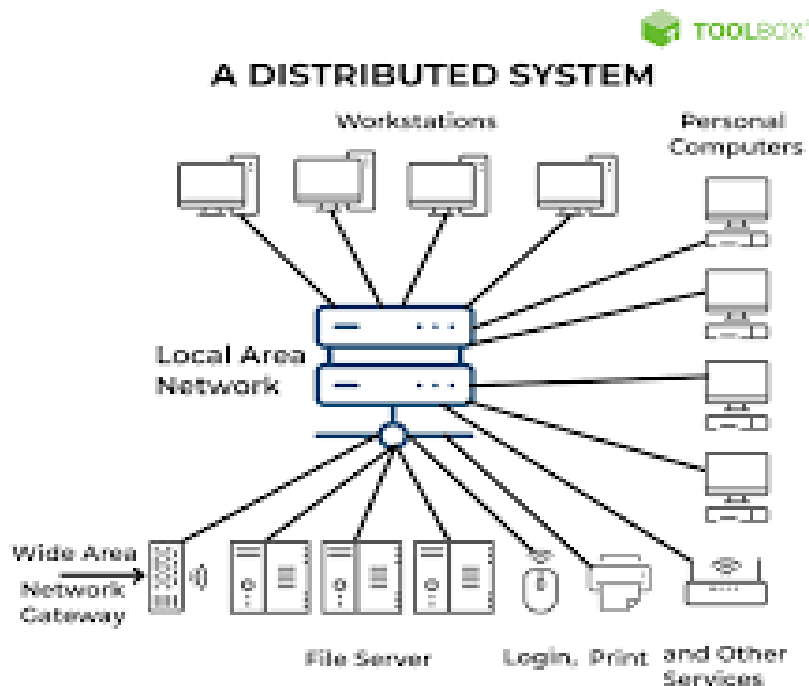 TOOLBOX
A DISTRIBUTED SYSTEM
Workstations
Personal
Computers
Local Area
Network
Wide Area
Network
Gateway
File Server
Login, Print
and Other
Services